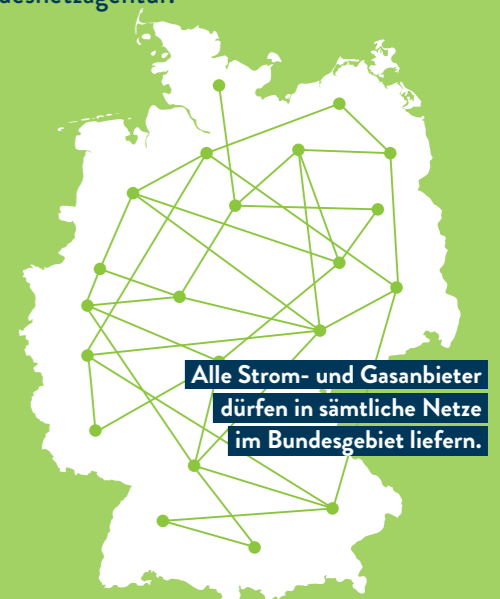 Alle Strom- und Gasanbieter
dürfen in sämtliche Netze
im Bundesgebiet liefern.